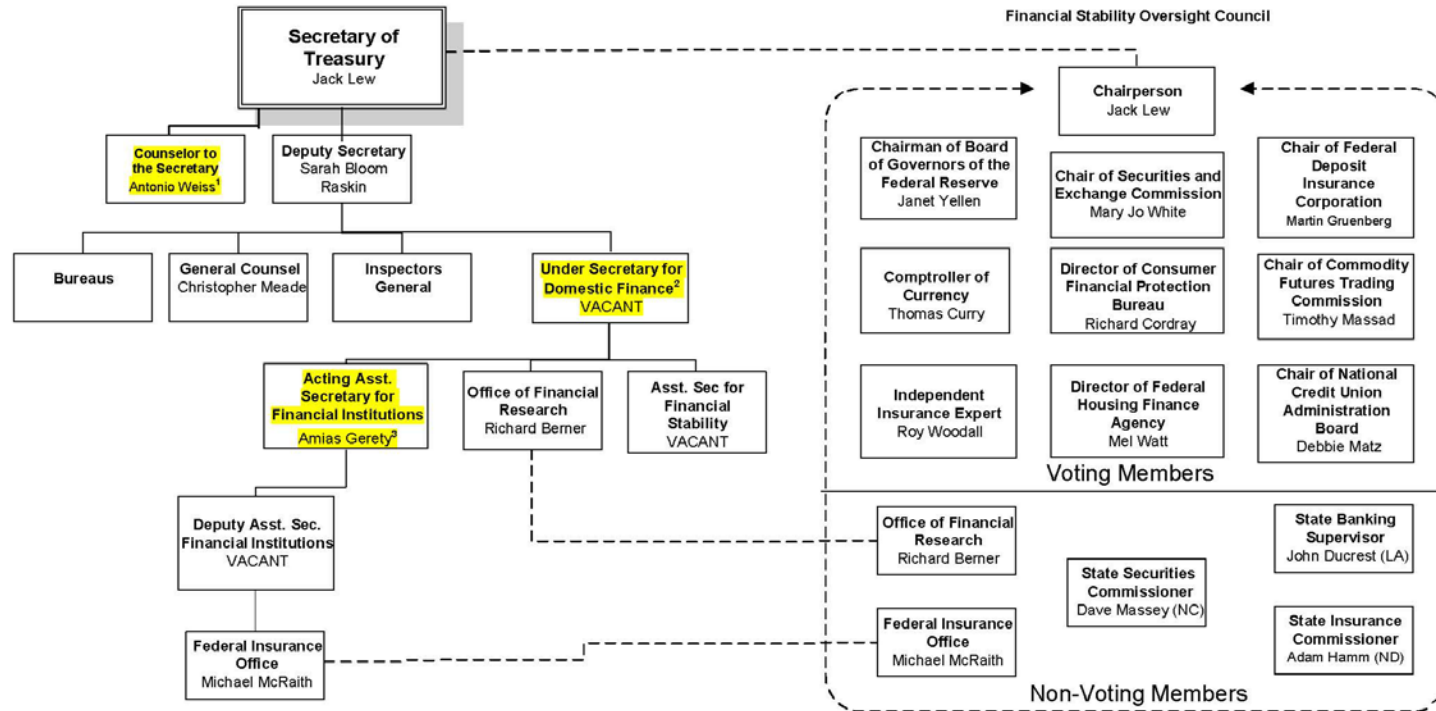 Financial Stability Oversight Council
Secretary of
Treasury
Jack Lew
Chairperson
Jack Lew
Counselor to
the Secretary
Antonio Weiss¹
Deputy Secretary
Sarah Bloom
Raskin
Chairman of Board
of Governors of the
Federal Reserve
Janet Yellen
Chair of Securities and
Exchange Commission
Mary Jo White
Chair of Federal
Deposit
Insurance
Corporation
Martin Gruenberg
Bureaus
General Counsel
Christopher Meade
Inspectors
General
Under Secretary for
Domestic Finance²
VACANT
Comptroller of
Currency
Thomas Curry
Director of Consumer
Financial Protection
Bureau
Richard Cordray
Chair of Commodity
Futures Trading
Commission
Timothy Massad
Acting Asst.
Secretary for
Financial Institutions
Amias Gerety³
Office of Financial
Research
Richard Berner
Asst. Sec for
Financial
Stability
VACANT
Independent
Insurance Expert
Roy Woodall
Director of Federal
Housing Finance
Agency
Mel Watt
Chair of National
Credit Union
Administration
Board
Debbie Matz
Voting Members
Deputy Asst. Sec.
Financial Institutions
VACANT
Office of Financial
Research
Richard Berner
State Securities
Commissioner
Dave Massey (NC)
State Banking
Supervisor
John Ducrest (LA)
Federal Insurance
Office
Michael McRaith
Federal Insurance
Office
Michael McRaith
State Insurance
Commissioner
Adam Hamm (ND)
Non-Voting Members